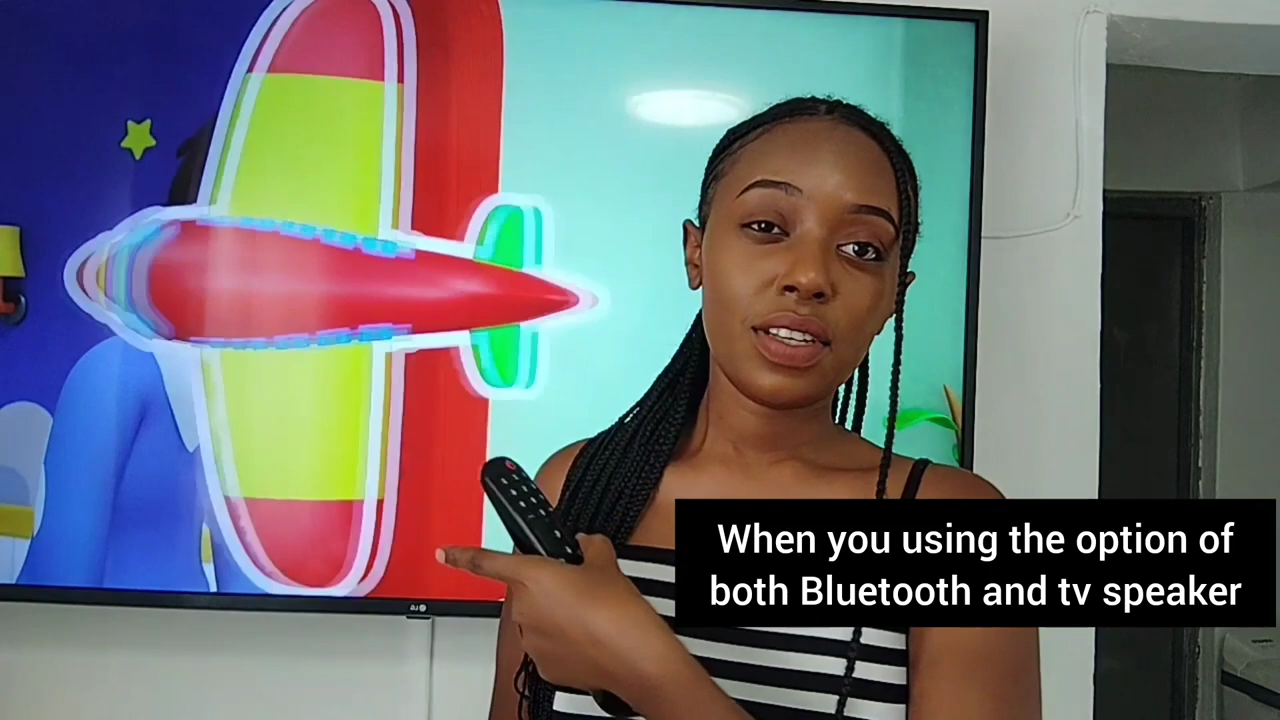 When you using the option of
both Bluetooth and tv speaker